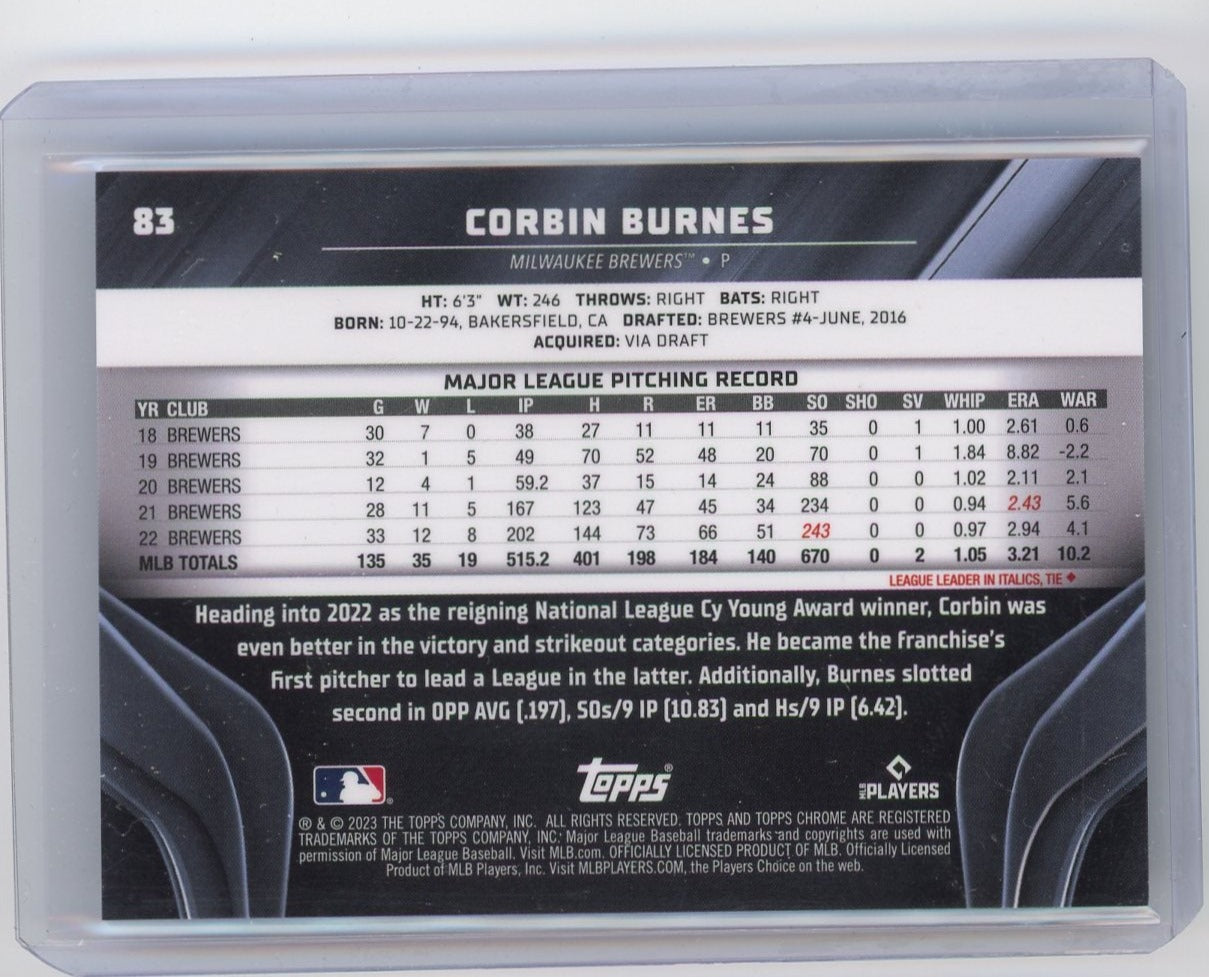 83
CORBIN BURNES
MILWAUKEE BREWERS™ • P
HT: 6'3" WT: 246 THROWS: RIGHT BATS: RIGHT
BORN: 10-22-94, BAKERSFIELD, CA DRAFTED: BREWERS #4-JUNE, 2016
ACQUIRED: VIA DRAFT
MAJOR LEAGUE PITCHING RECORD
YR CLUB G W L IP H R ER BB SO SHO SV WHIP ERA WAR
18 BREWERS 30 7 0 38 27 11 11 11 35 0 1 1.00 2.61 0.6
19 BREWERS 32 1 5 49 70 52 48 20 70 0 1 1.84 8.82 -2.2
20 BREWERS 12 4 1 59.2 37 15 14 24 88 0 0 1.02 2.11 2.1
21 BREWERS 28 11 5 167 123 47 45 34 234 0 0 0.94 2.43 5.6
22 BREWERS 33 12 8 202 144 73 66 51 243 0 0 0.97 2.94 4.1
MLB TOTALS 135 35 19 515.2 401 198 184 140 670 0 2 1.05 3.21 10.2
LEAGUE LEADER IN ITALICS, TIE ♦
Heading into 2022 as the reigning National League Cy Young Award winner, Corbin was
even better in the victory and strikeout categories. He became the franchise's
first pitcher to lead a League in the latter. Additionally, Burnes slotted
second in OPP AVG (.197), SOs/9 IP (10.83) and Hs/9 IP (6.42).
®
topps®
MLB PLAYERS
® & © 2023 THE TOPPS COMPANY, INC. ALL RIGHTS RESERVED. TOPPS AND TOPPS CHROME ARE REGISTERED
TRADEMARKS OF THE TOPPS COMPANY, INC. Major League Baseball trademarks and copyrights are used with
permission of Major League Baseball. Visit MLB.com. OFFICIALLY LICENSED PRODUCT OF MLB. Officially Licensed
Product of MLB Players, Inc. Visit MLBPLAYERS.COM, the Players Choice on the web.